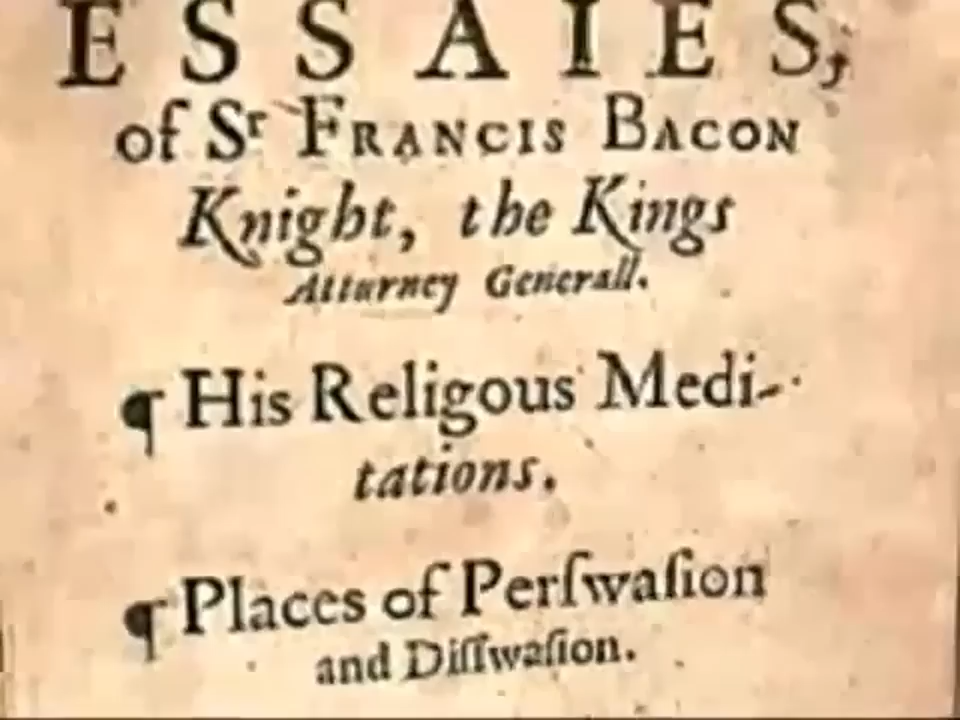 ESSAIES,
of Sr FRANCIS BACON
Knight, the Kings
Atturney Generall.
¶ His Religous Medi-
tations.
¶ Places of Perſwaſion
and Diſſwaſion.